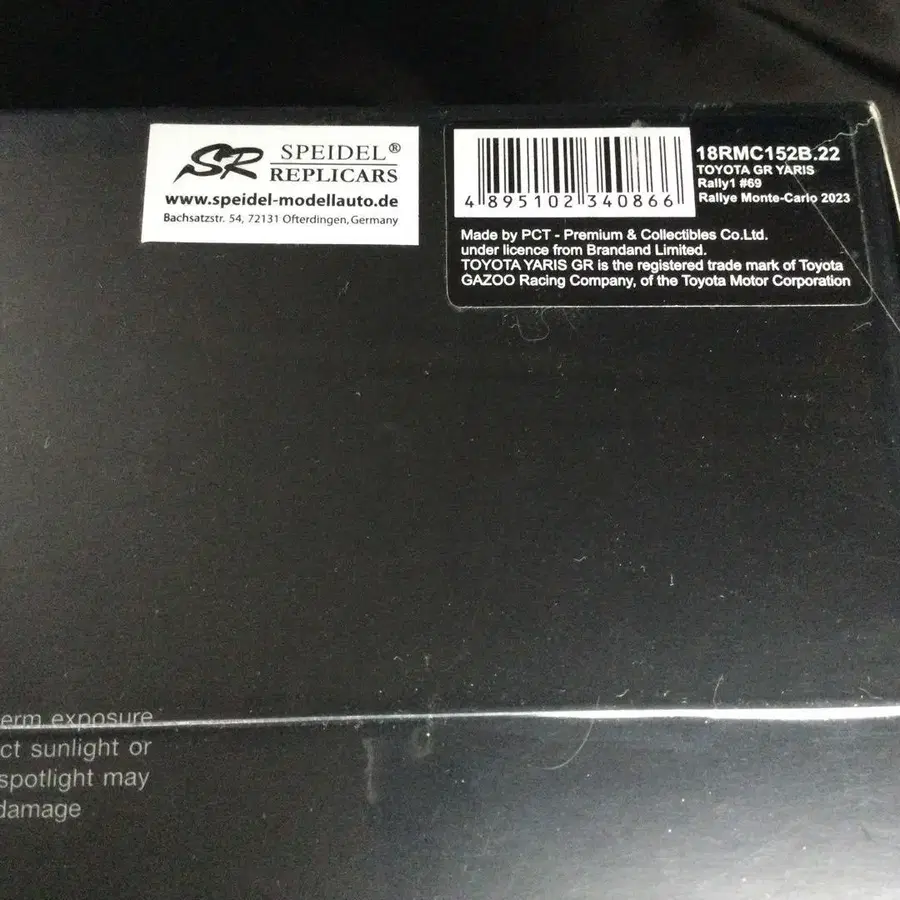 SR SPEIDEL®
REPLICARS
www.speidel-modellauto.de
Bachsatzstr. 54, 72131 Ofterdingen, Germany
4 895102 340866
18RMC152B.22
TOYOTA GR YARIS
Rally1 #69
Rallye Monte-Carlo 2023
Made by PCT - Premium & Collectibles Co.Ltd.
under licence from Brandand Limited.
TOYOTA YARIS GR is the registered trade mark of Toyota
GAZOO Racing Company, of the Toyota Motor Corporation
erm exposure
ct sunlight or
spotlight may
damage